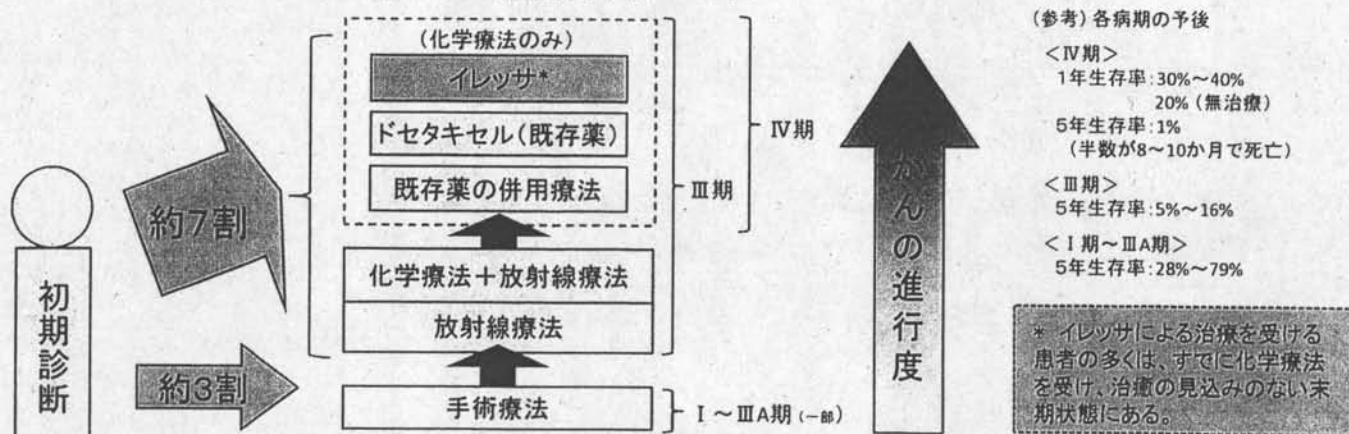 (化学療法のみ)
イレッサ*
ドセタキセル(既存薬)
既存薬の併用療法
化学療法+放射線療法
放射線療法
手術療法
初期診断
約7割
約3割
Ⅳ期
Ⅲ期
Ⅰ~ⅢA期(一部)
がんの進行度
(参考)各病期の予後
<Ⅳ期>
1年生存率:30%~40%
20%(無治療)
5年生存率:1%
(半数が8~10か月で死亡)
<Ⅲ期>
5年生存率:5%~16%
<Ⅰ期~ⅢA期>
5年生存率:28%~79%
* イレッサによる治療を受ける
患者の多くは、すでに化学療法
を受け、治癒の見込みのない末
期状態にある。